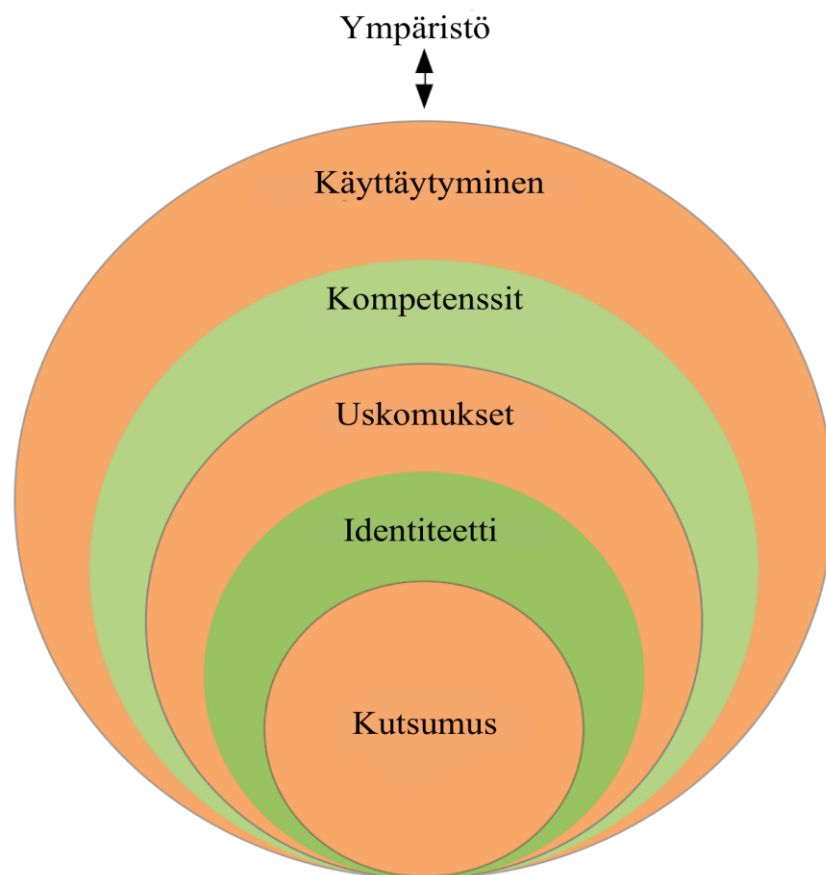 Ympäristö
Käyttäytyminen
Kompetenssit
Uskomukset
Identiteetti
Kutsumus